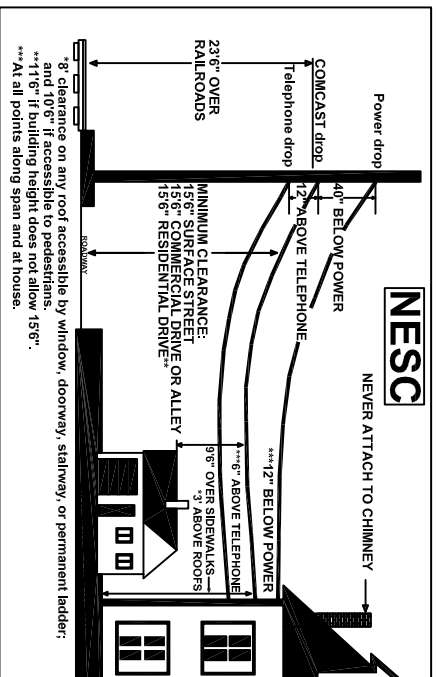 NESC
NEVER ATTACH TO CHIMNEY
Power drop
40" BELOW POWER
COMCAST drop
12" ABOVE TELEPHONE
Telephone drop
***12" BELOW POWER
***6" ABOVE TELEPHONE
9'6" OVER SIDEWALKS
*3' ABOVE ROOFS
23'6" OVER
RAILROADS
MINIMUM CLEARANCE:
15'6" SURFACE STREET
15'6" COMMERCIAL DRIVE OR ALLEY
15'6" RESIDENTIAL DRIVE**
ROADWAY
*8' clearance on any roof accessible by window, doorway, stairway, or permanent ladder;
and 10'6" if accessible to pedestrians.
**11'6" if building height does not allow 15'6".
***At all points along span and at house.